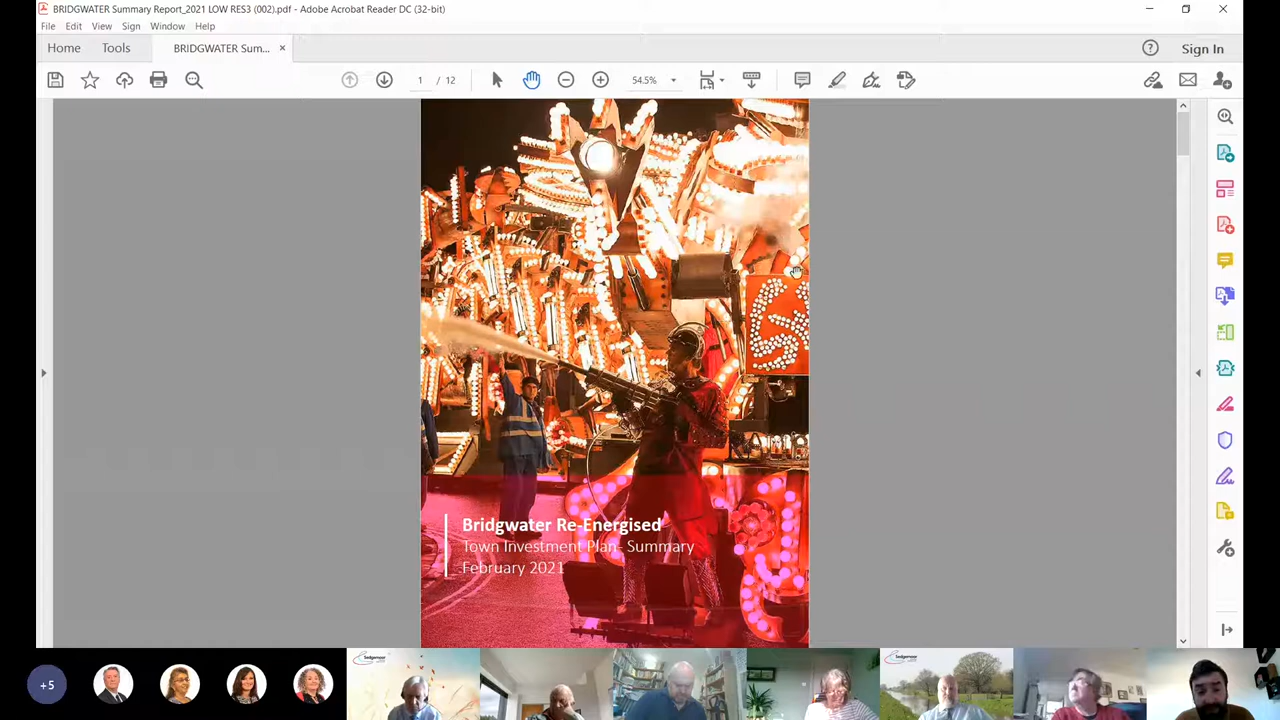 BRIDGWATER Summary Report_2021 LOW RES3 (002).pdf - Adobe Acrobat Reader DC (32-bit)
File Edit View Sign Window Help
Home Tools BRIDGWATER Sum... × Sign In
1 / 12 54.5%
Bridgwater Re-Energised
Town Investment Plan- Summary
February 2021
+5
Sedgemoor
Sedgemoor